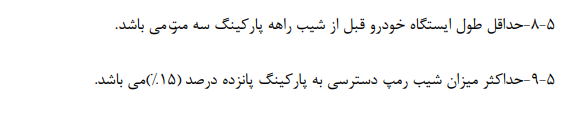 ۵-۸-حداقل طول ایستگاه خودرو قبل از شیب راهه پارکینگ سه متر می باشد.
۵-۹-حداکثر میزان شیب رمپ دسترسی به پارکینگ پانزده درصد (۱۵٪)می باشد.